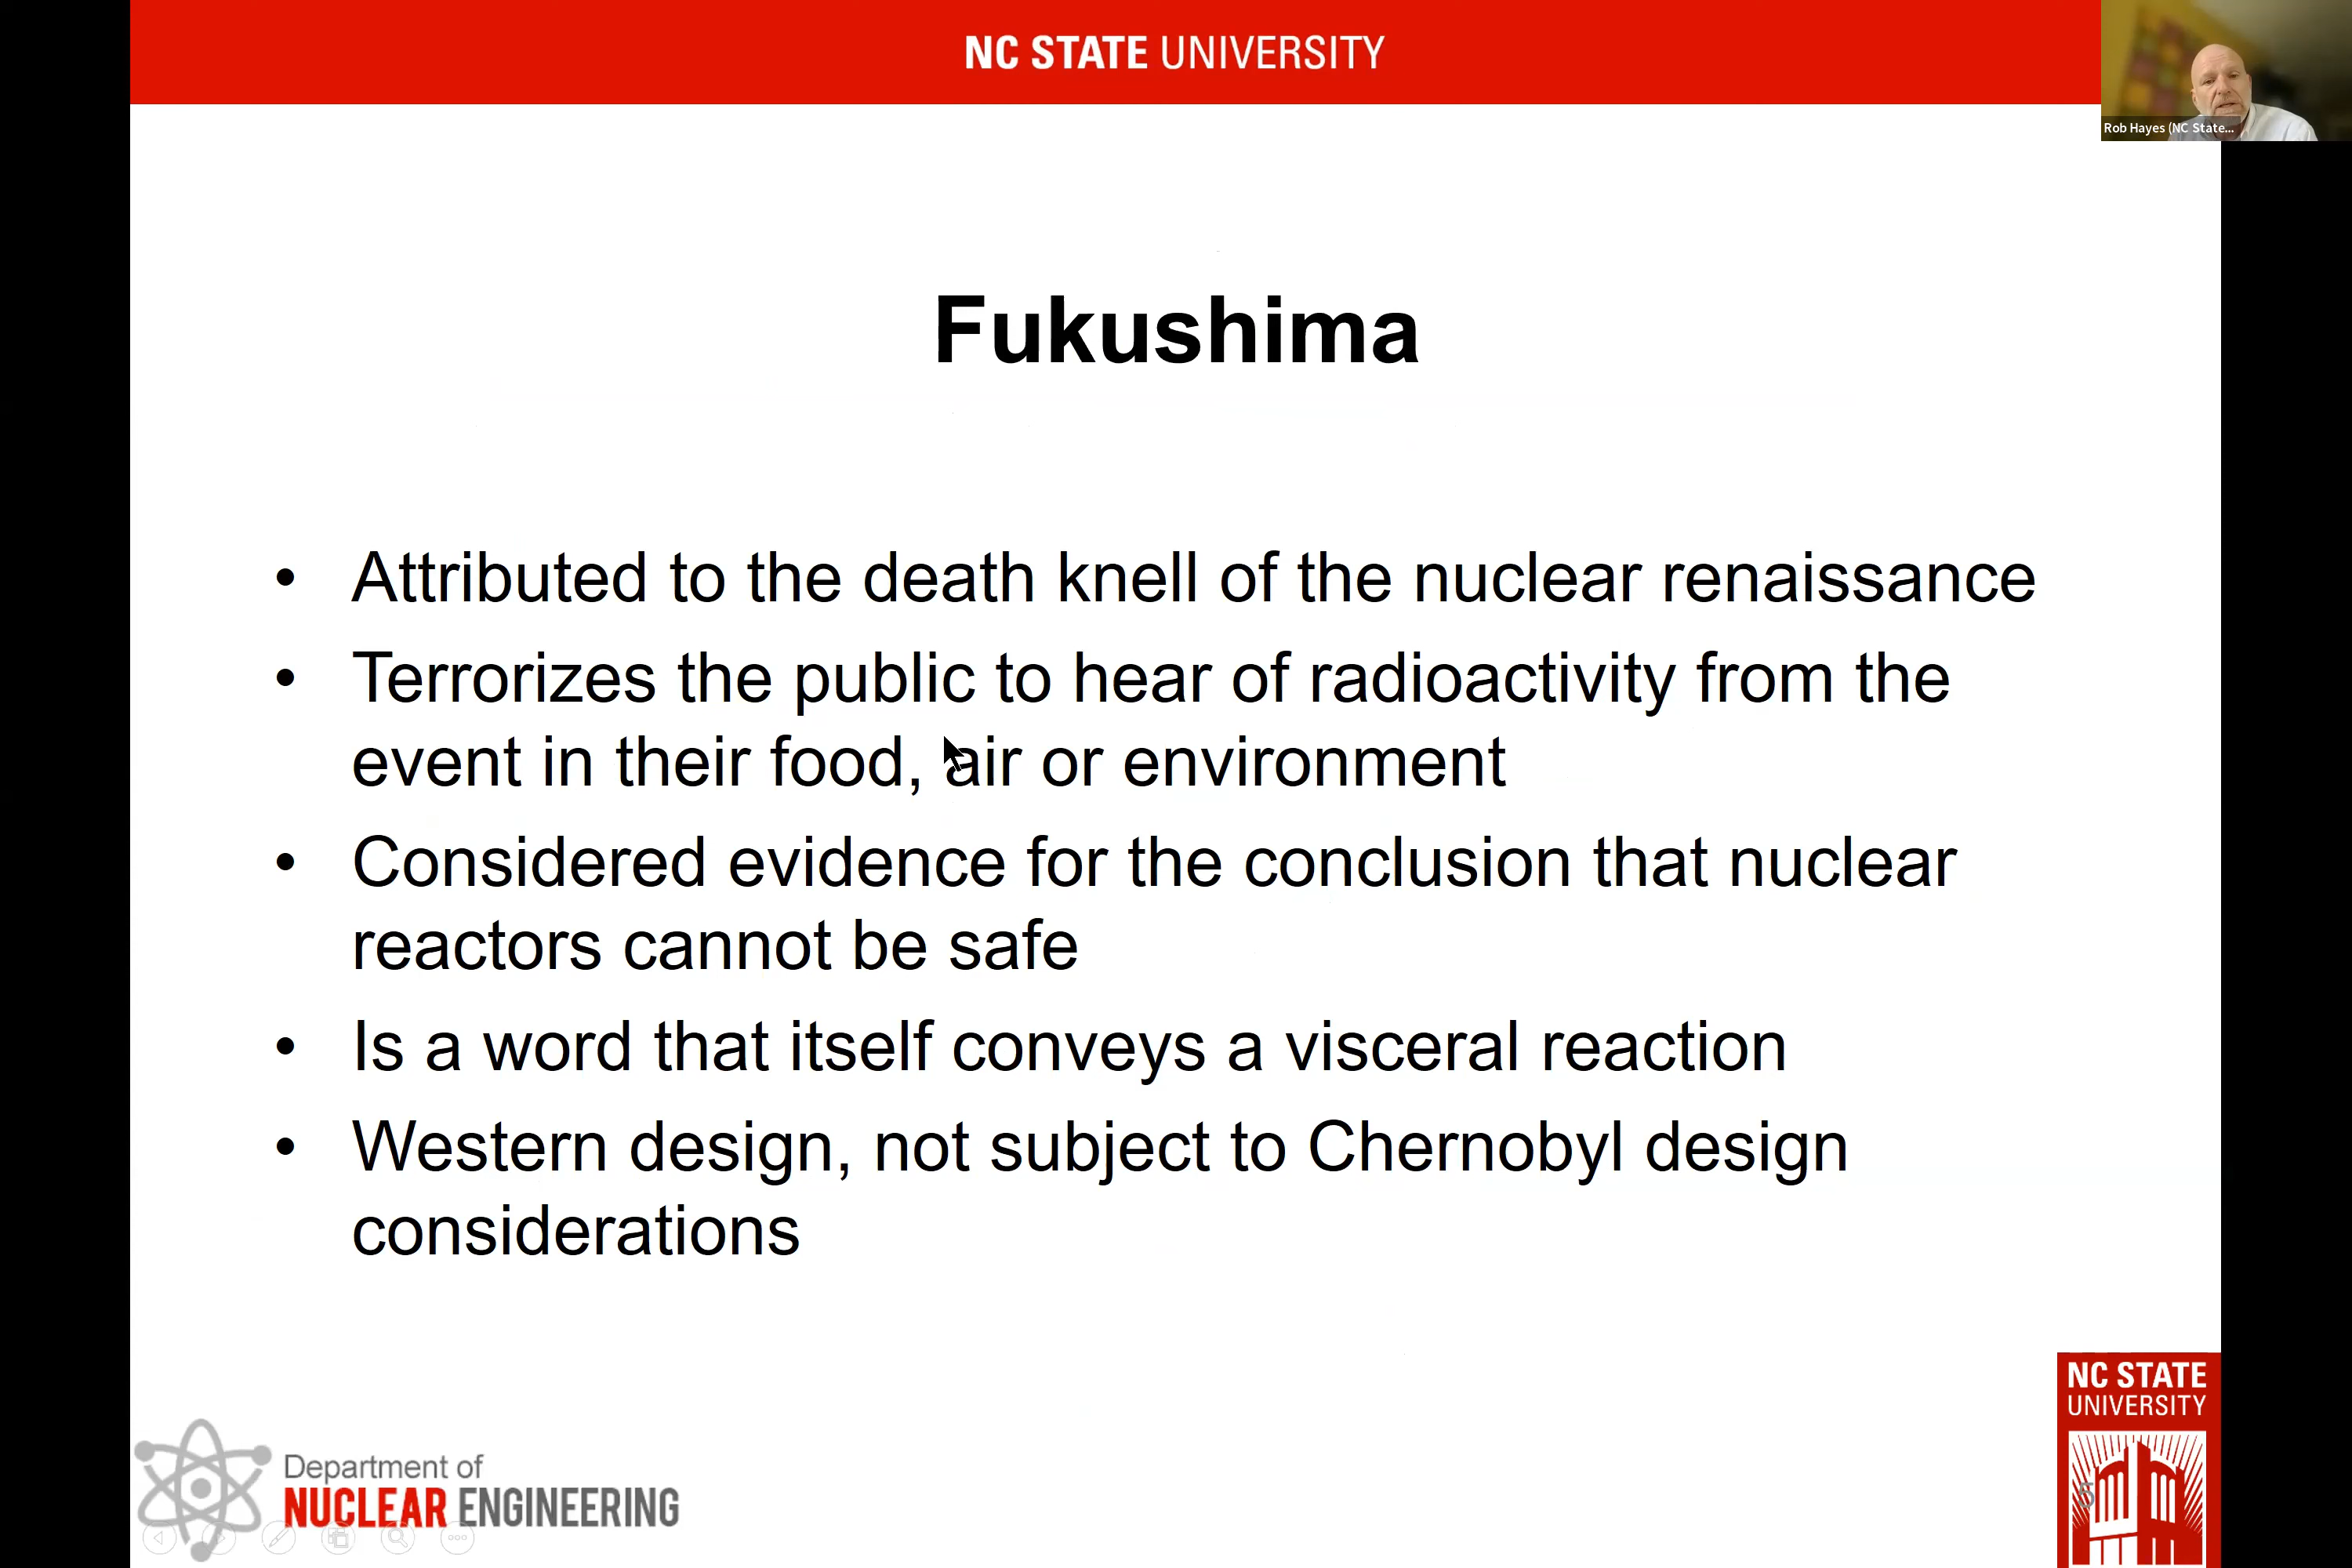 NC STATE UNIVERSITY
Rob Hayes (NC State...
Fukushima
• Attributed to the death knell of the nuclear renaissance
• Terrorizes the public to hear of radioactivity from the
event in their food, air or environment
• Considered evidence for the conclusion that nuclear
reactors cannot be safe
• Is a word that itself conveys a visceral reaction
• Western design, not subject to Chernobyl design
considerations
Department of
NUCLEAR ENGINEERING
NC STATE
UNIVERSITY
5